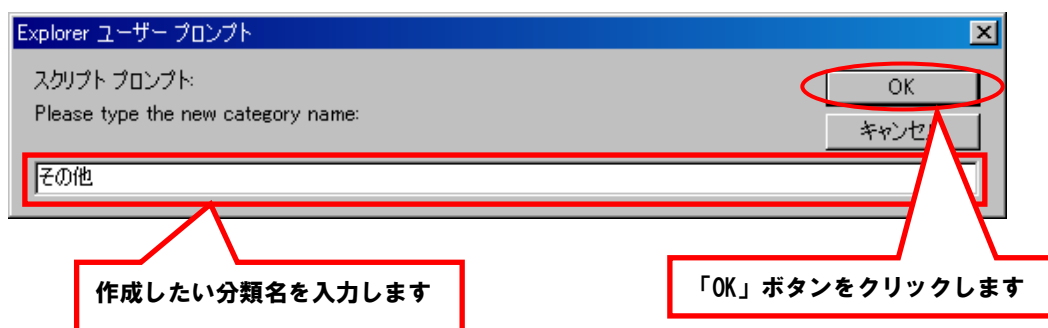 Explorer ユーザー プロンプト
スクリプト プロンプト:
OK
Please type the new category name:
キャンセル
その他
作成したい分類名を入力します
「OK」ボタンをクリックします